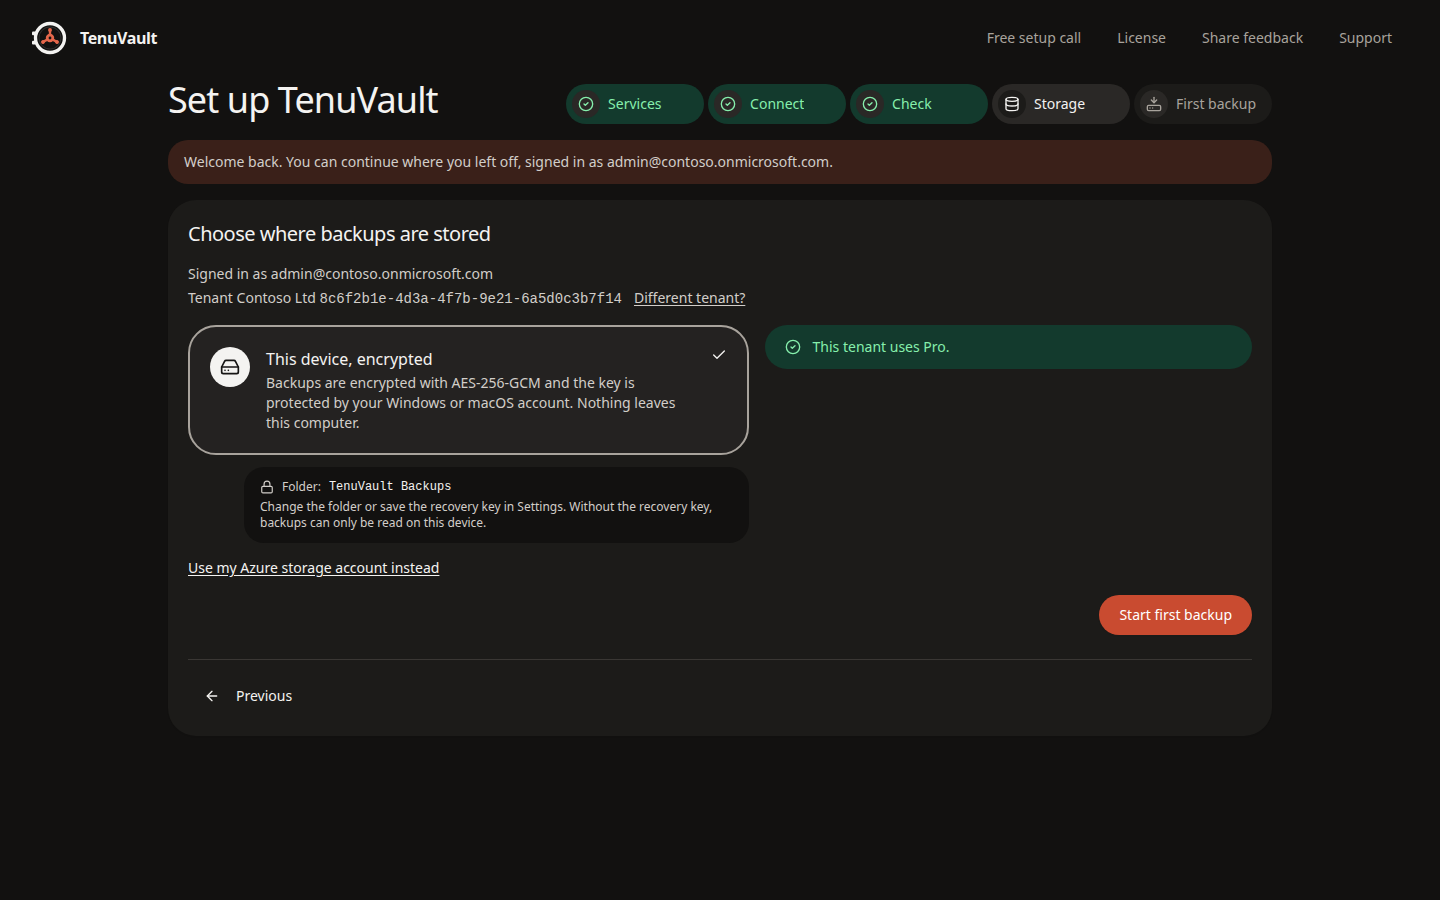 TenuVault
Free setup call
License
Share feedback
Support
Set up TenuVault
Services
Connect
Check
Storage
First backup
Welcome back. You can continue where you left off, signed in as admin@contoso.onmicrosoft.com.
Choose where backups are stored
Signed in as admin@contoso.onmicrosoft.com
Tenant Contoso Ltd 8c6f2b1e-4d3a-4f7b-9e21-6a5d0c3b7f14 Different tenant?
This device, encrypted
Backups are encrypted with AES-256-GCM and the key is
protected by your Windows or macOS account. Nothing leaves
this computer.
This tenant uses Pro.
Folder: TenuVault Backups
Change the folder or save the recovery key in Settings. Without the recovery key,
backups can only be read on this device.
Use my Azure storage account instead
Start first backup
Previous